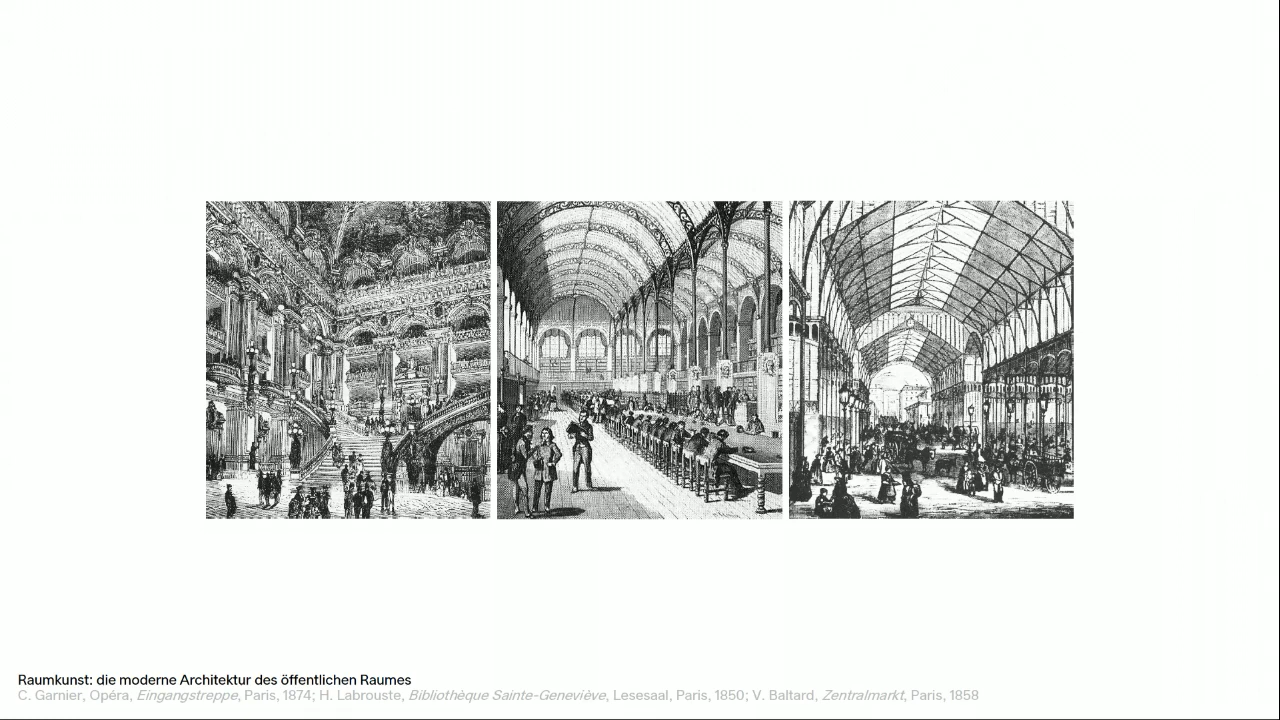 Raumkunst: die moderne Architektur des öffentlichen Raumes
C. Garnier, Opéra, Eingangstreppe, Paris, 1874; H. Labrouste, Bibliothèque Sainte-Geneviève, Lesesaal, Paris, 1850; V. Baltard, Zentralmarkt, Paris, 1858